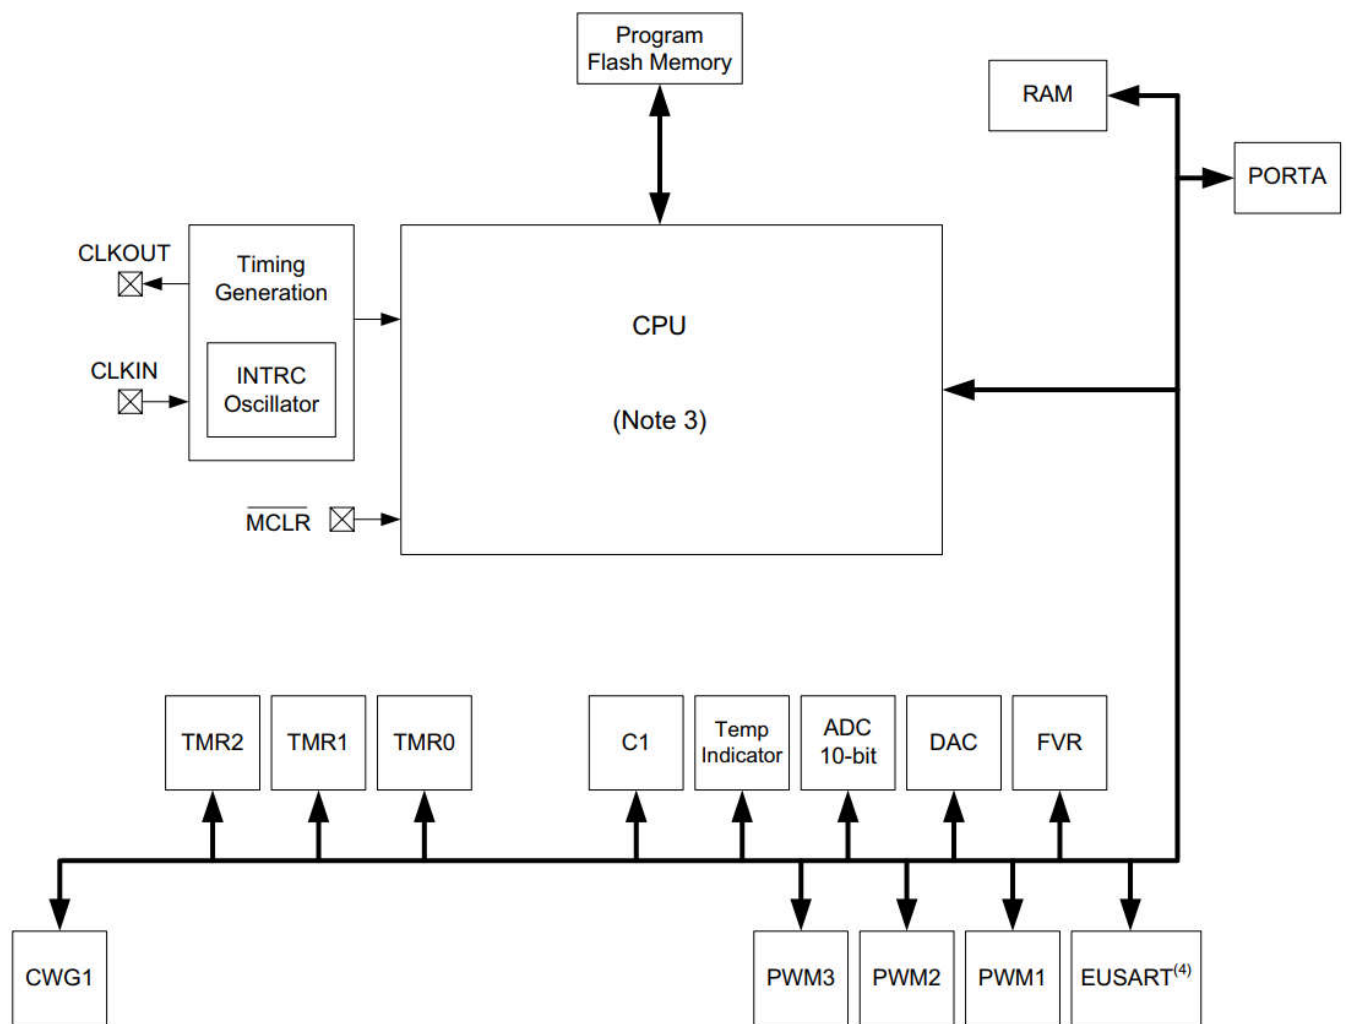 Program
Flash Memory
RAM
PORTA
CLKOUT
Timing
Generation
CPU
CLKIN
INTRC
Oscillator
(Note 3)
MCLR
TMR2
TMR1
TMR0
C1
Temp
Indicator
ADC
10-bit
DAC
FVR
CWG1
PWM3
PWM2
PWM1
EUSART(4)